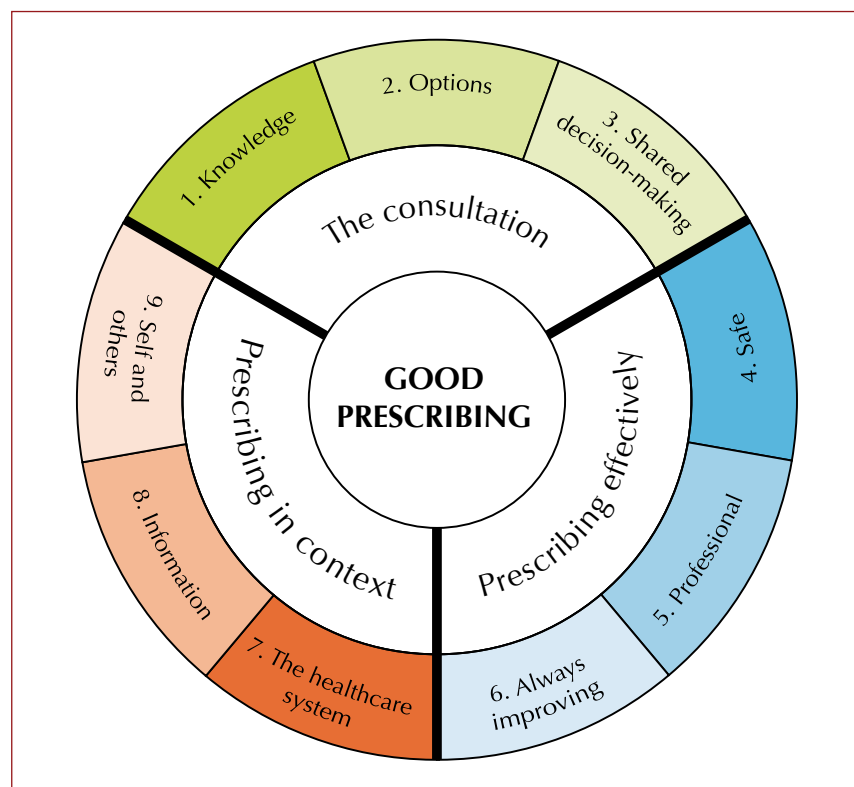 GOOD
PRESCRIBING
The consultation
1. Knowledge
2. Options
3. Shared
decision-making
Prescribing effectively
4. Safe
5. Professional
6. Always
improving
Prescribing in context
7. The healthcare
system
8. Information
9. Self and
others